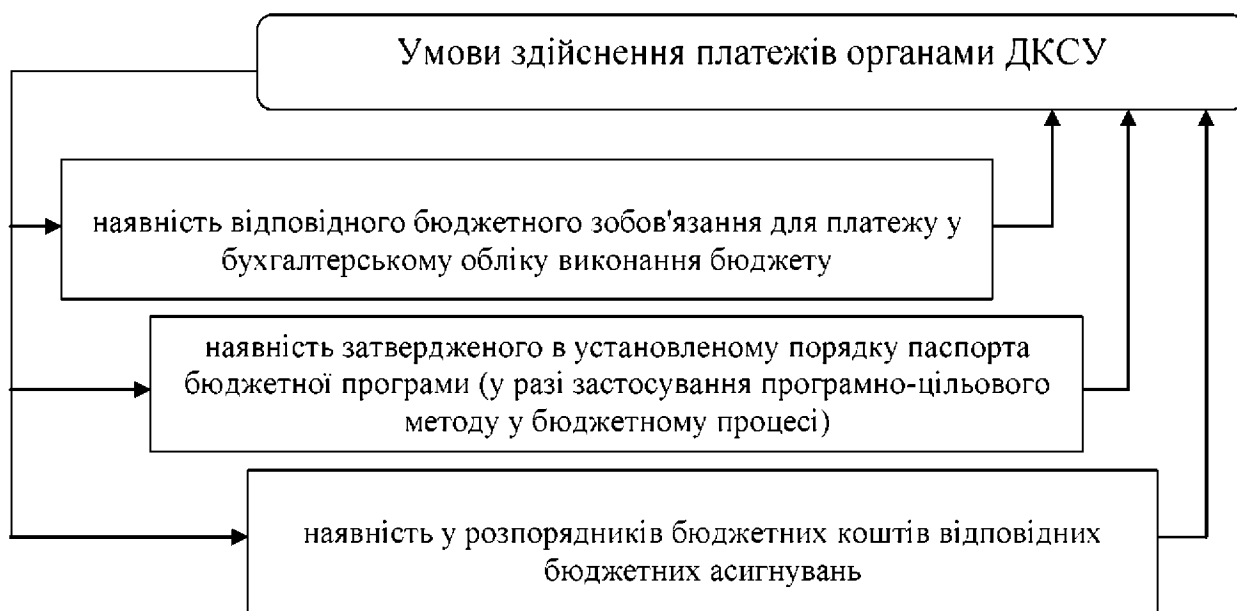 Умови здійснення платежів органами ДКСУ
наявність відповідного бюджетного зобов'язання для платежу у
бухгалтерському обліку виконання бюджету
наявність затвердженого в установленому порядку паспорта
бюджетної програми (у разі застосування програмно-цільового
методу у бюджетному процесі)
наявність у розпорядників бюджетних коштів відповідних
бюджетних асигнувань